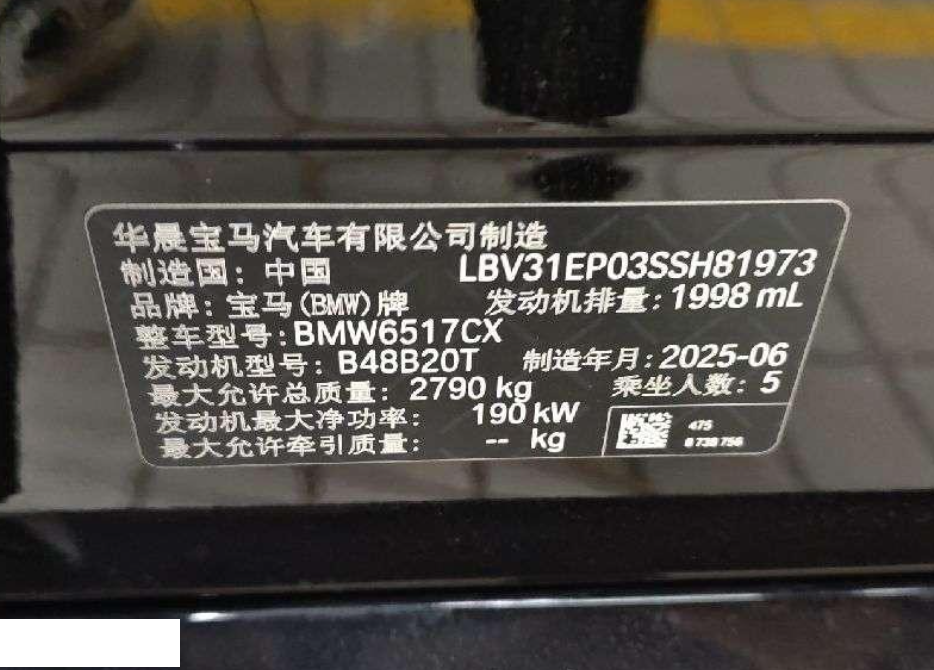 华晨宝马汽车有限公司制造
制造国：中国 LBV31EP03SSH81973
品牌：宝马(BMW)牌 发动机排量：1998 mL
整车型号：BMW6517CX
发动机型号：B48B20T 制造年月：2025-06
最大允许总质量：2790 kg 乘坐人数：5
发动机最大净功率：190 kW
最大允许牵引质量：-- kg
475